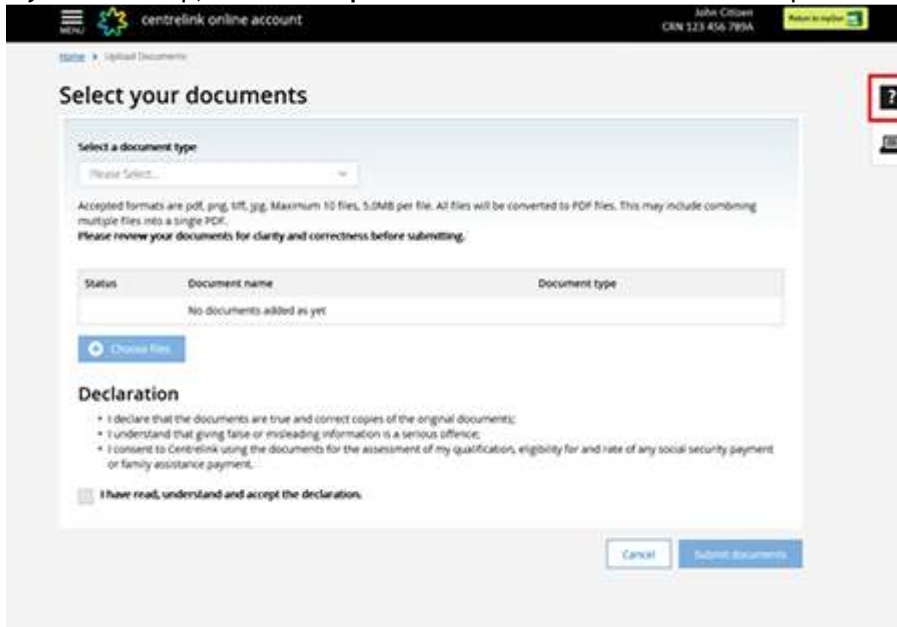 MENU
centrelink online account
John Citizen
CRN 123 456 789A
Return to myGov
Home Upload Documents
Select your documents
?
Select a document type
Please Select...
Accepted formats are pdf, png, tiff, jpg. Maximum 10 files, 5.0MB per file. All files will be converted to PDF files. This may include combining
multiple files into a single PDF.
Please review your documents for clarity and correctness before submitting.
Status Document name Document type
No documents added as yet
Choose files
Declaration
• I declare that the documents are true and correct copies of the original documents;
• I understand that giving false or misleading information is a serious offence;
• I consent to Centrelink using the documents for the assessment of my qualification, eligibility for and rate of any social security payment
or family assistance payment.
I have read, understand and accept the declaration.
Cancel Submit documents